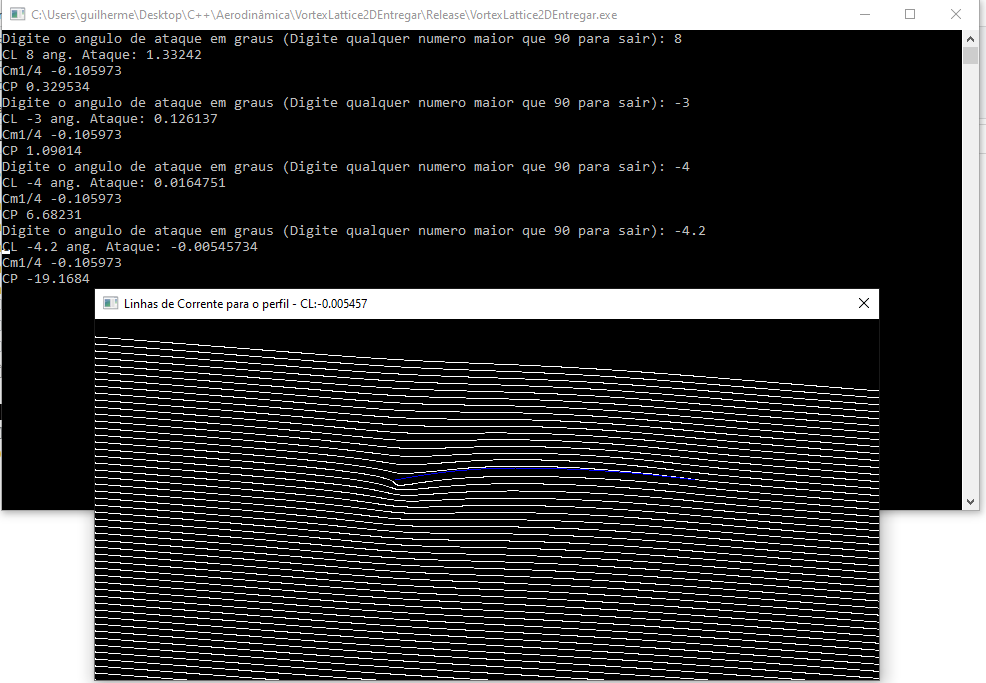 C:\Users\guilherme\Desktop\C++\Aerodinâmica\VortexLattice2DEntregar\Release\VortexLattice2DEntregar.exe
Digite o angulo de ataque em graus (Digite qualquer numero maior que 90 para sair): 8
CL 8 ang. Ataque: 1.33242
Cm1/4 -0.105973
CP 0.329534
Digite o angulo de ataque em graus (Digite qualquer numero maior que 90 para sair): -3
CL -3 ang. Ataque: 0.126137
Cm1/4 -0.105973
CP 1.09014
Digite o angulo de ataque em graus (Digite qualquer numero maior que 90 para sair): -4
CL -4 ang. Ataque: 0.0164751
Cm1/4 -0.105973
CP 6.68231
Digite o angulo de ataque em graus (Digite qualquer numero maior que 90 para sair): -4.2
CL -4.2 ang. Ataque: -0.00545734
Cm1/4 -0.105973
CP -19.1684
Linhas de Corrente para o perfil - CL:-0.005457